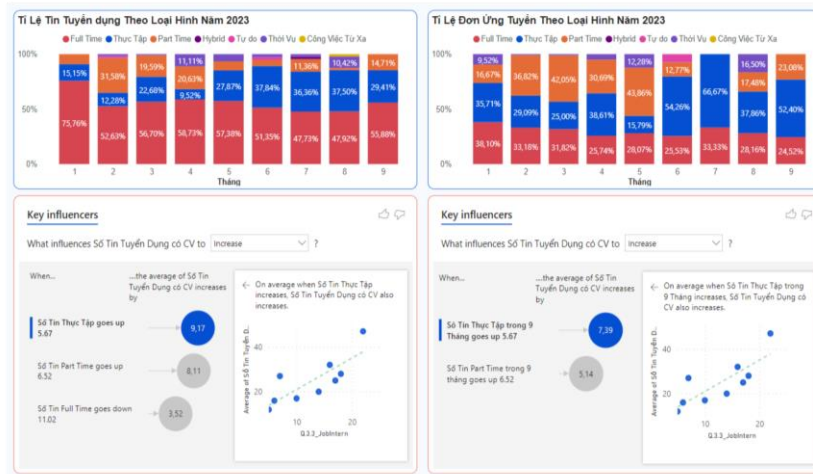 Tỉ Lệ Tin Tuyển dụng Theo Loại Hình Năm 2023
Full Time Thực Tập Part Time Hybrid Tự do Thời Vụ Công Việc Từ Xa
100%
50%
0%
11,11% 10,42%
31,58% 19,59% 20,63% 11,36% 14,71%
15,15% 12,28% 22,68% 9,52% 27,87% 37,84% 36,36% 37,50% 29,41%
75,76% 52,63% 56,70% 58,73% 57,38% 51,35% 47,73% 47,92% 55,88%
1 2 3 4 5 6 7 8 9
Tháng
Tỉ Lệ Đơn Ứng Tuyển Theo Loại Hình Năm 2023
Full Time Thực Tập Part Time Hybrid Tự do Thời Vụ Công Việc Từ Xa
100%
50%
0%
9,52% 12,28% 16,50%
16,67% 36,82% 42,05% 30,69% 43,86% 12,77% 17,48% 23,08%
35,71% 29,09% 25,00% 38,61% 15,79% 54,26% 66,67% 37,86% 52,40%
38,10% 33,18% 31,82% 25,74% 28,07% 25,53% 33,33% 28,16% 24,52%
1 2 3 4 5 6 7 8 9
Tháng
Key influencers
What influences Số Tin Tuyển Dụng có CV to Increase ?
When...
...the average of Số Tin
Tuyển Dụng có CV increases
by
Số Tin Thực Tập goes up
5.67
9,17
Số Tin Part Time goes up
6.52
8,11
Số Tin Full Time goes down
11.02
3,52
On average when Số Tin Thực Tập
increases, Số Tin Tuyển Dụng có CV also
increases.
Average of Số Tin Tuyển D..
40
20
10 20
Q.3.3_JobIntern
Key influencers
What influences Số Tin Tuyển Dụng có CV to Increase ?
When...
....the average of Số Tin
Tuyển Dụng có CV increases
by
Số Tin Thực Tập trong 9
Tháng goes up 5.67
7,39
Số Tin Part Time trong 9
tháng goes up 6.52
5,14
On average when Số Tin Thực Tập trong
9 Tháng increases, Số Tin Tuyển Dụng có
CV also increases.
Average of Số Tin Tuyển D..
40
20
10 20
Q.3.3_JobIntern